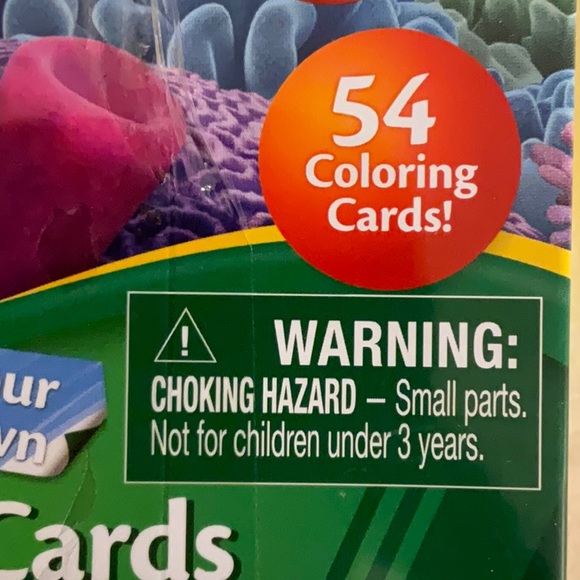 54
Coloring
Cards!
! WARNING:
CHOKING HAZARD – Small parts.
Not for children under 3 years.
ur
wn
Cards